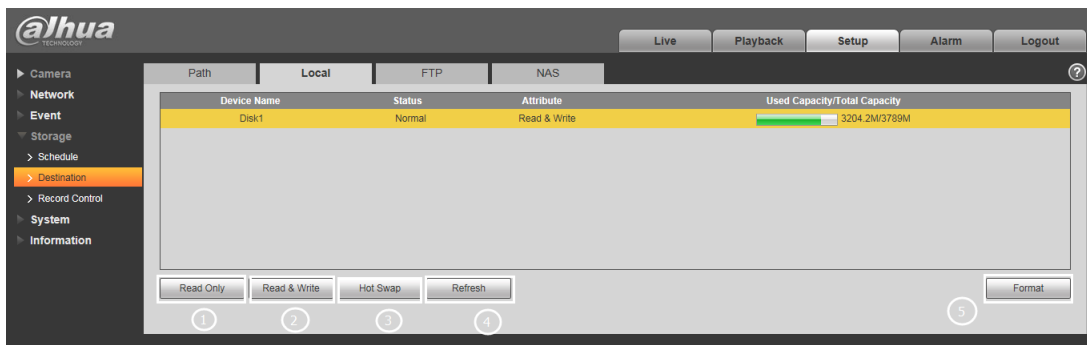 alhua
TECHNOLOGY
Live Playback Setup Alarm Logout
Camera
Network
Event
Storage
Schedule
Destination
Record Control
System
Information
Path Local FTP NAS ?
Device Name Status Attribute Used Capacity/Total Capacity
Disk1 Normal Read & Write 3204.2M/3789M
Read Only Read & Write Hot Swap Refresh Format
1 2 3 4 5